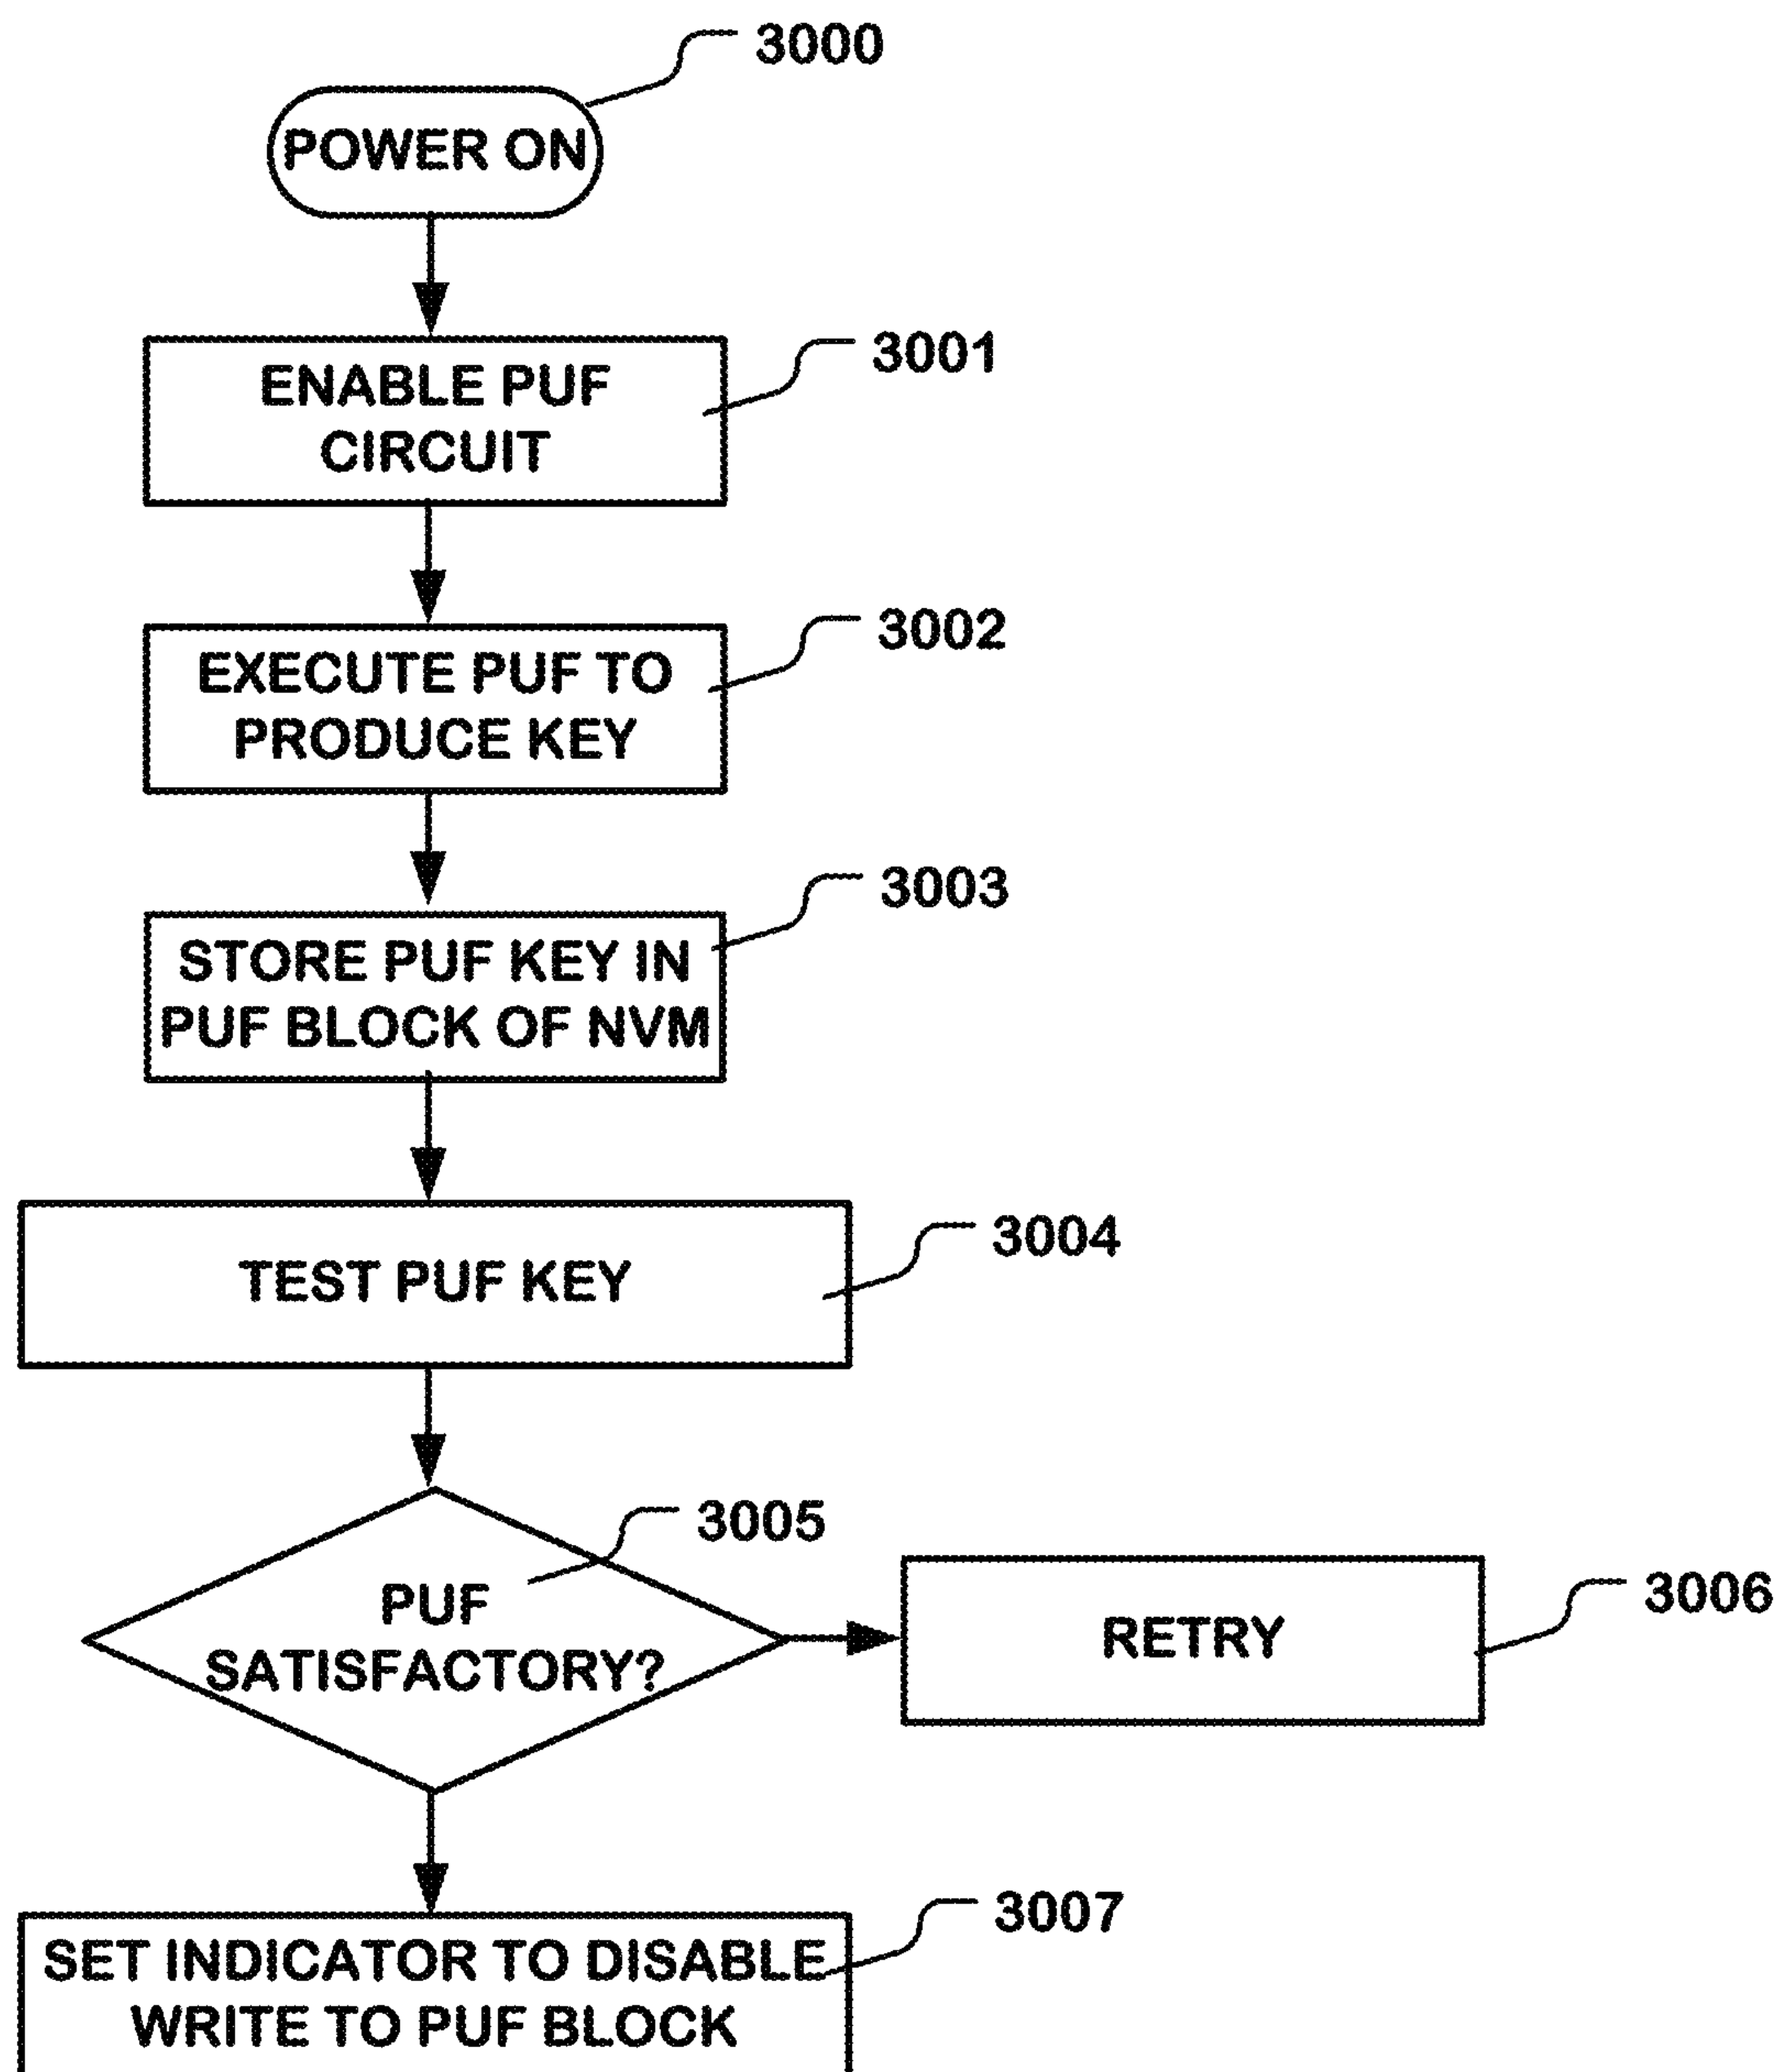 3000
POWER ON
3001
ENABLE PUF
CIRCUIT
3002
EXECUTE PUF TO
PRODUCE KEY
3003
STORE PUF KEY IN
PUF BLOCK OF NVM
3004
TEST PUF KEY
3005
PUF
SATISFACTORY?
3006
RETRY
3007
SET INDICATOR TO DISABLE
WRITE TO PUF BLOCK